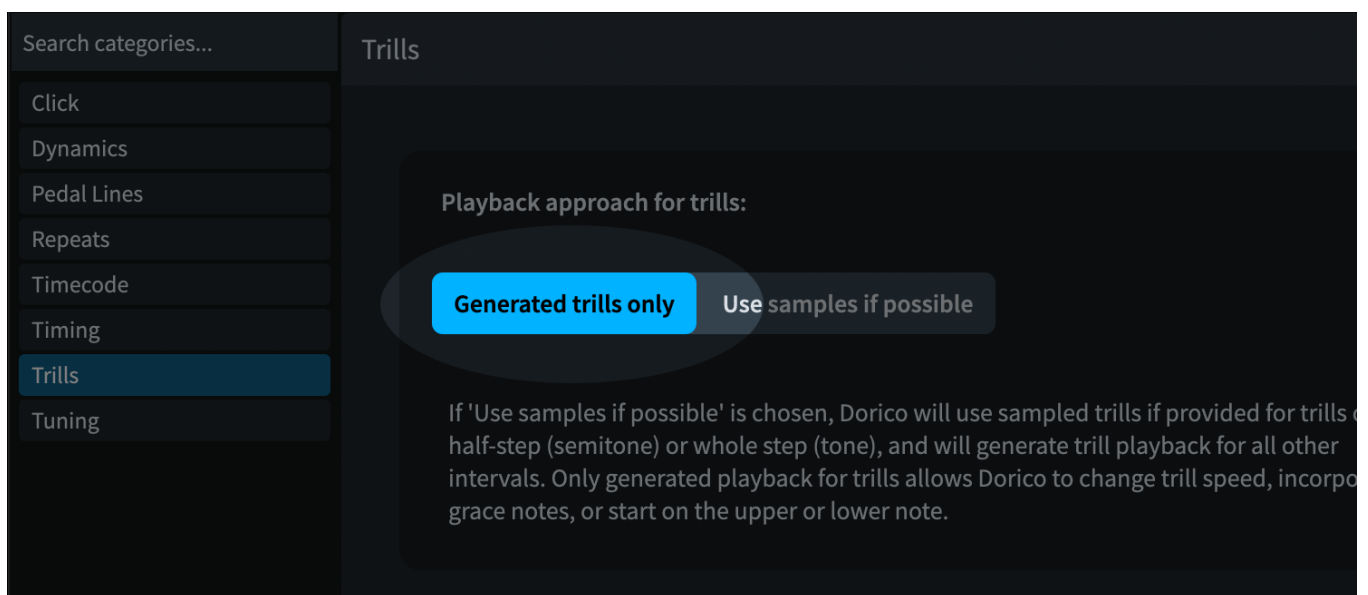 Search categories...
Trills
Click
Dynamics
Pedal Lines
Repeats
Timecode
Timing
Trills
Tuning
Playback approach for trills:
Generated trills only
Use samples if possible
If 'Use samples if possible' is chosen, Dorico will use sampled trills if provided for trills
half-step (semitone) or whole step (tone), and will generate trill playback for all other
intervals. Only generated playback for trills allows Dorico to change trill speed,
grace notes, or start on the upper or lower note.